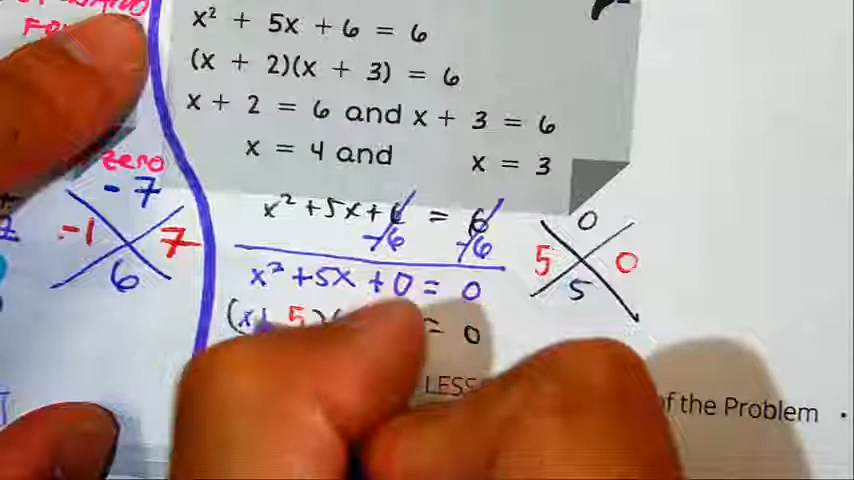 x² + 5x + 6 = 6
(x + 2)(x + 3) = 6
x + 2 = 6 and x + 3 = 6
x = 4 and x = 3
zero
-7
-1 7
6
x² + 5x + 6 = 6
-6 -6
x² + 5x + 0 = 0
0
5 0
5
(x + 5)( = 0
of the Problem